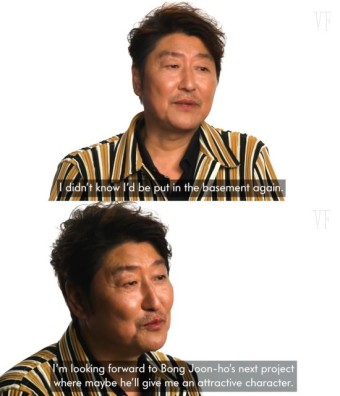 VF
I didn't know I'd be put in the basement again.
VF
I'm looking forward to Bong Joon-ho's next project
where maybe he'll give me an attractive character.